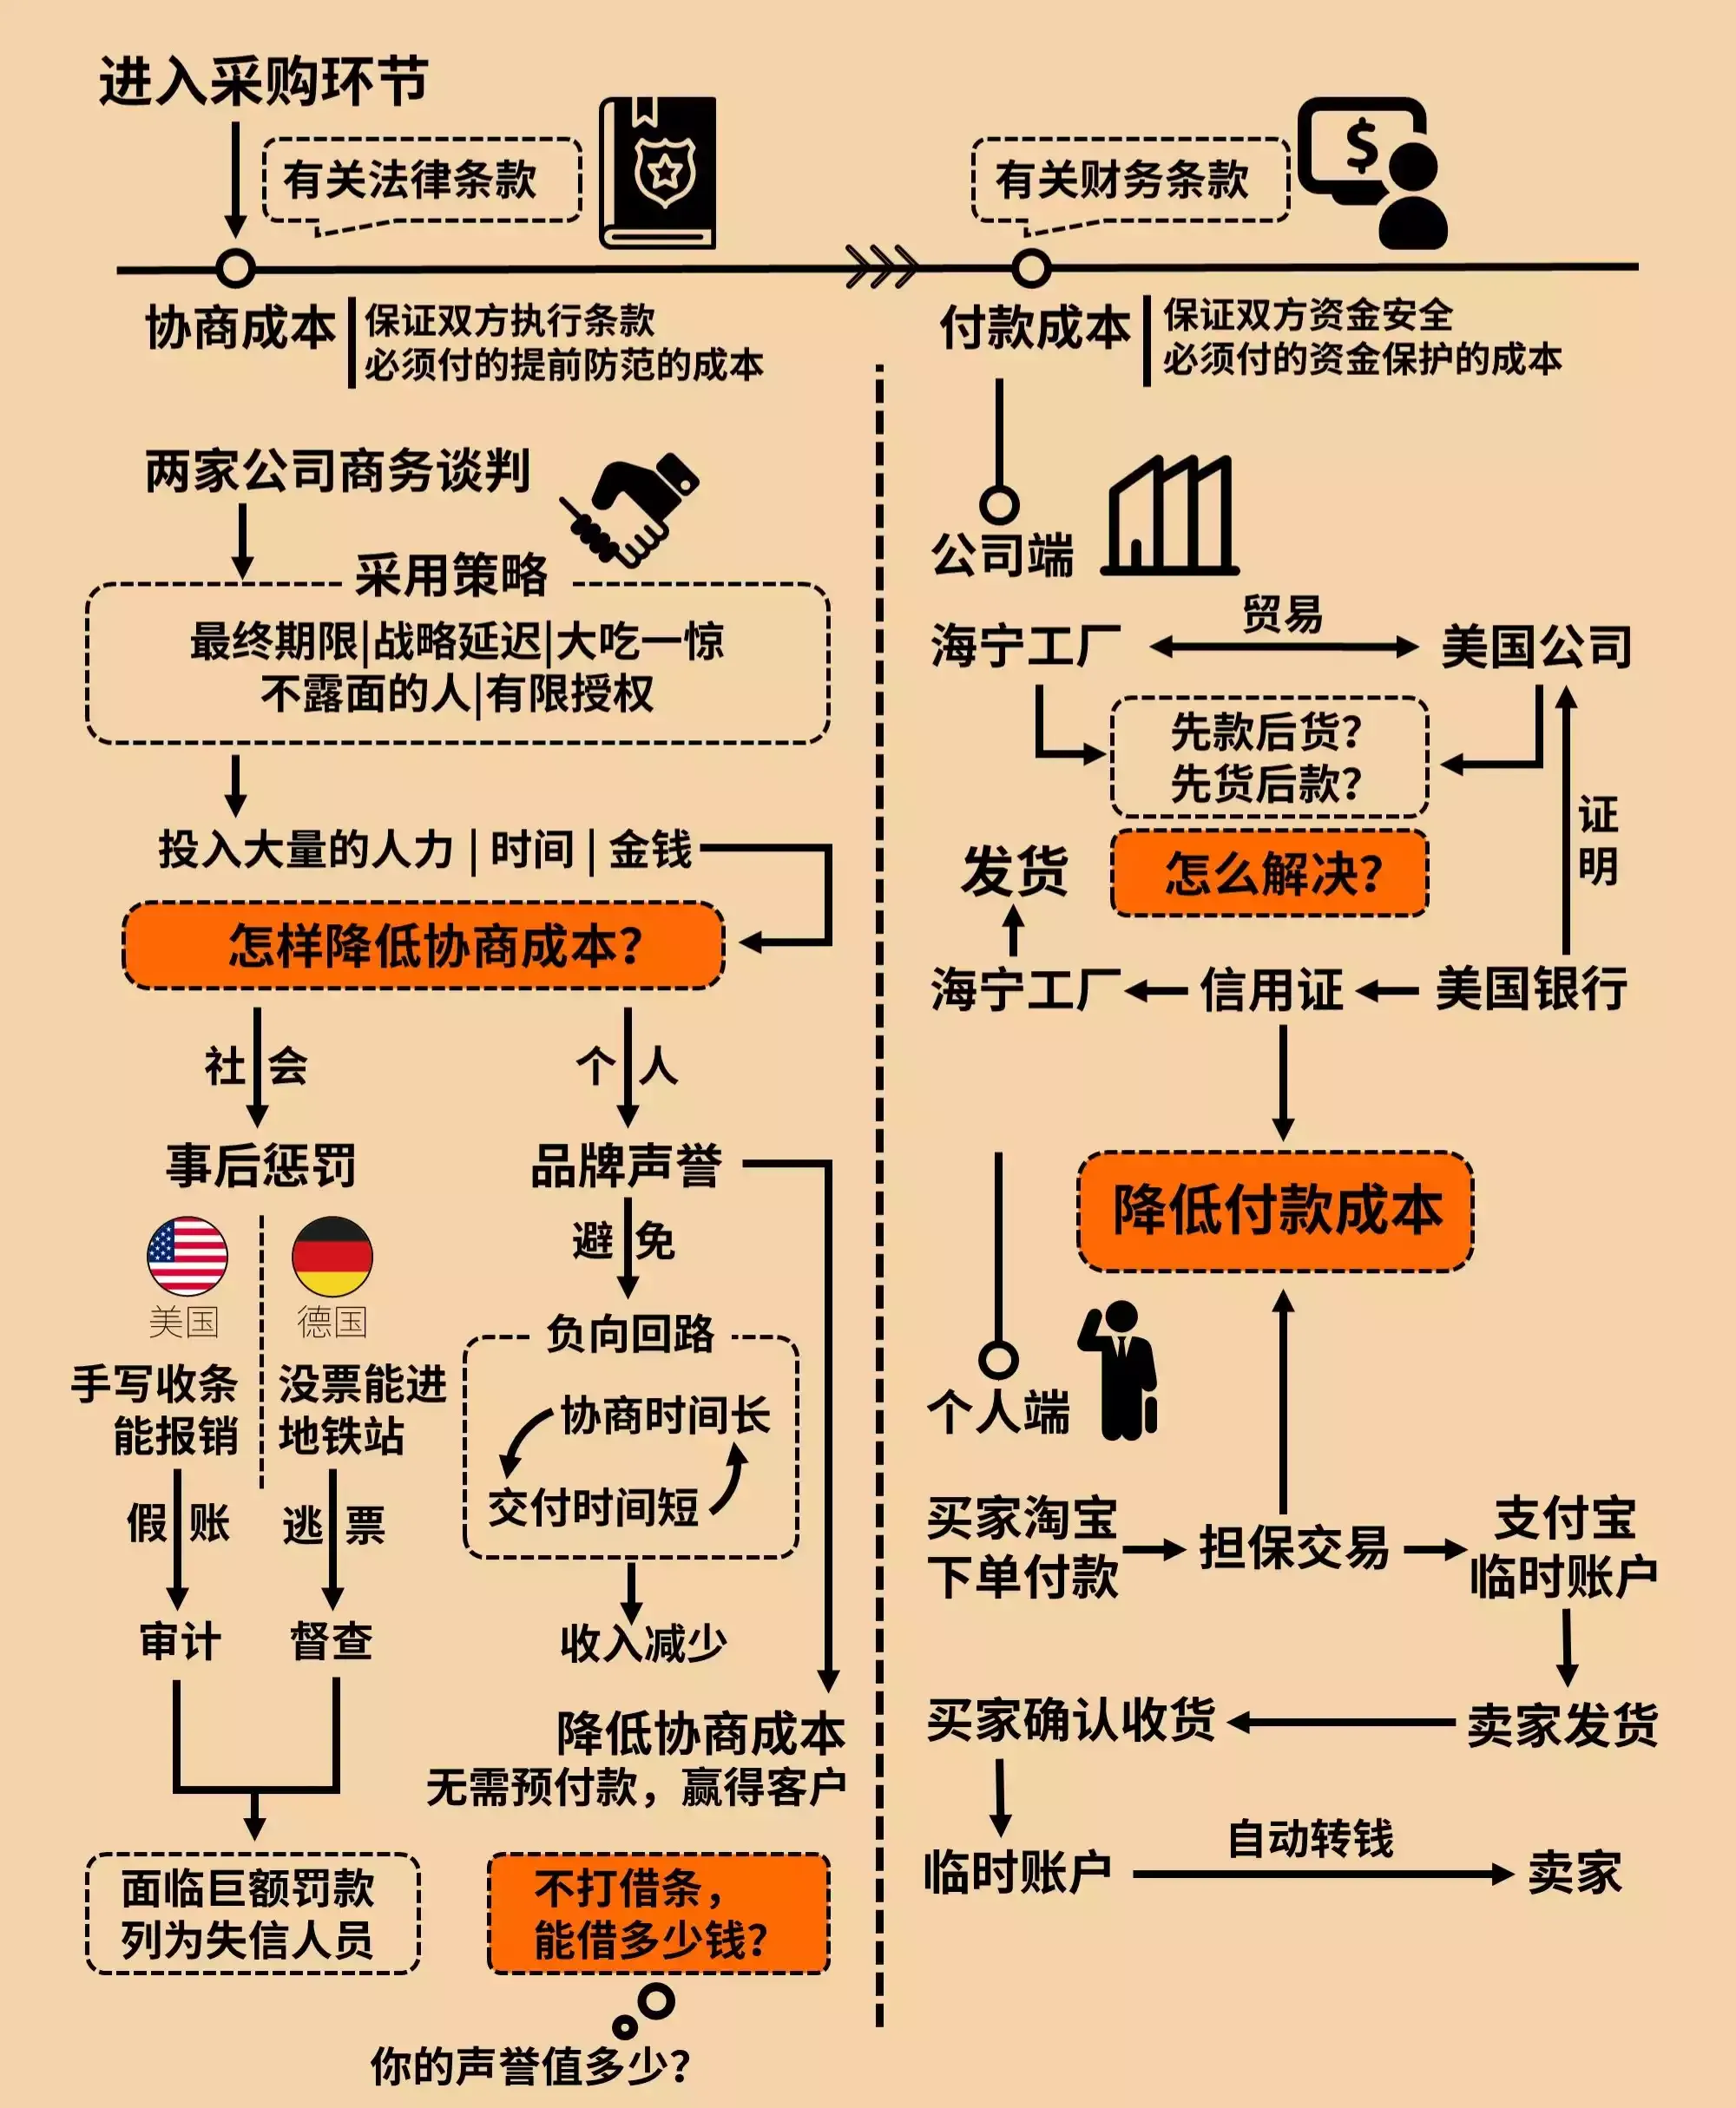 进入采购环节
有关法律条款
协商成本
保证双方执行条款
必须付的提前防范的成本
两家公司商务谈判
采用策略
最终期限|战略延迟|大吃一惊
不露面的人|有限授权
投入大量的人力|时间|金钱
怎样降低协商成本？
社会
事后惩罚
美国
手写收条
能报销
假账
审计
德国
没票能进
地铁站
逃票
督查
面临巨额罚款
列为失信人员
个人
品牌声誉
避免
负向回路
协商时间长
交付时间短
收入减少
降低协商成本
无需预付款，赢得客户
不打借条，
能借多少钱？
你的声誉值多少？
有关财务条款
$
付款成本
保证双方资金安全
必须付的资金保护的成本
公司端
海宁工厂
贸易
美国公司
先款后货？
先货后款？
怎么解决？
证明
发货
海宁工厂
信用证
美国银行
降低付款成本
个人端
买家淘宝
下单付款
担保交易
支付宝
临时账户
卖家发货
买家确认收货
临时账户
自动转钱
卖家